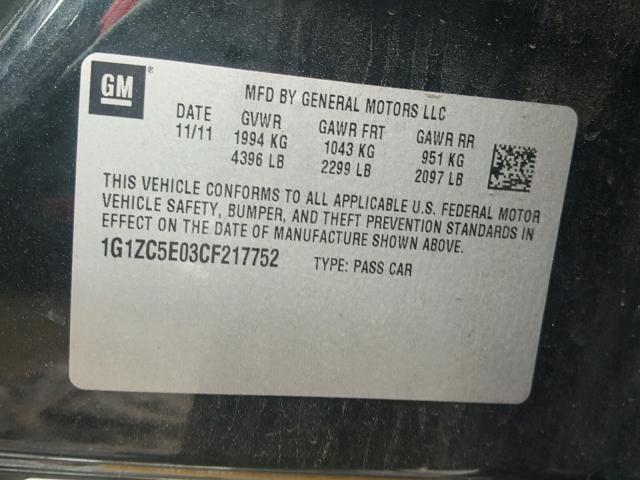 GM ®
MFD BY GENERAL MOTORS LLC
DATE GVWR GAWR FRT GAWR RR
11/11 1994 KG 1043 KG 951 KG
4396 LB 2299 LB 2097 LB
THIS VEHICLE CONFORMS TO ALL APPLICABLE U.S. FEDERAL MOTOR
VEHICLE SAFETY, BUMPER, AND THEFT PREVENTION STANDARDS IN
EFFECT ON THE DATE OF MANUFACTURE SHOWN ABOVE.
1G1ZC5E03CF217752 TYPE: PASS CAR